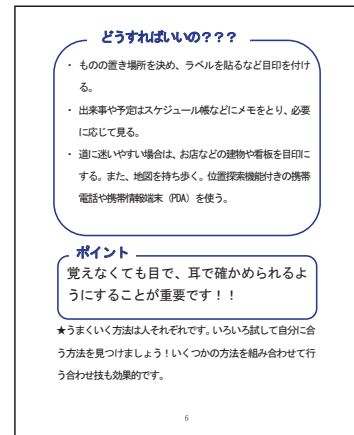 どうすればいいの？？？
・ ものの置き場所を決め、ラベルを貼るなど目印を付け
る。
・ 出来事や予定はスケジュール帳などにメモをとり、必要
に応じて見る。
・ 道に迷いやすい場合は、お店などの建物や看板を目印に
する。また、地図を持ち歩く。位置探索機能付きの携帯
電話や携帯情報端末（PDA）を使う。
ポイント
覚えなくても目で、耳で確かめられるよ
うにすることが重要です！！
★うまくいく方法は人それぞれです。いろいろ試して自分に合
う方法を見つけましょう！いくつかの方法を組み合わせて行
う合わせ技も効果的です。
6